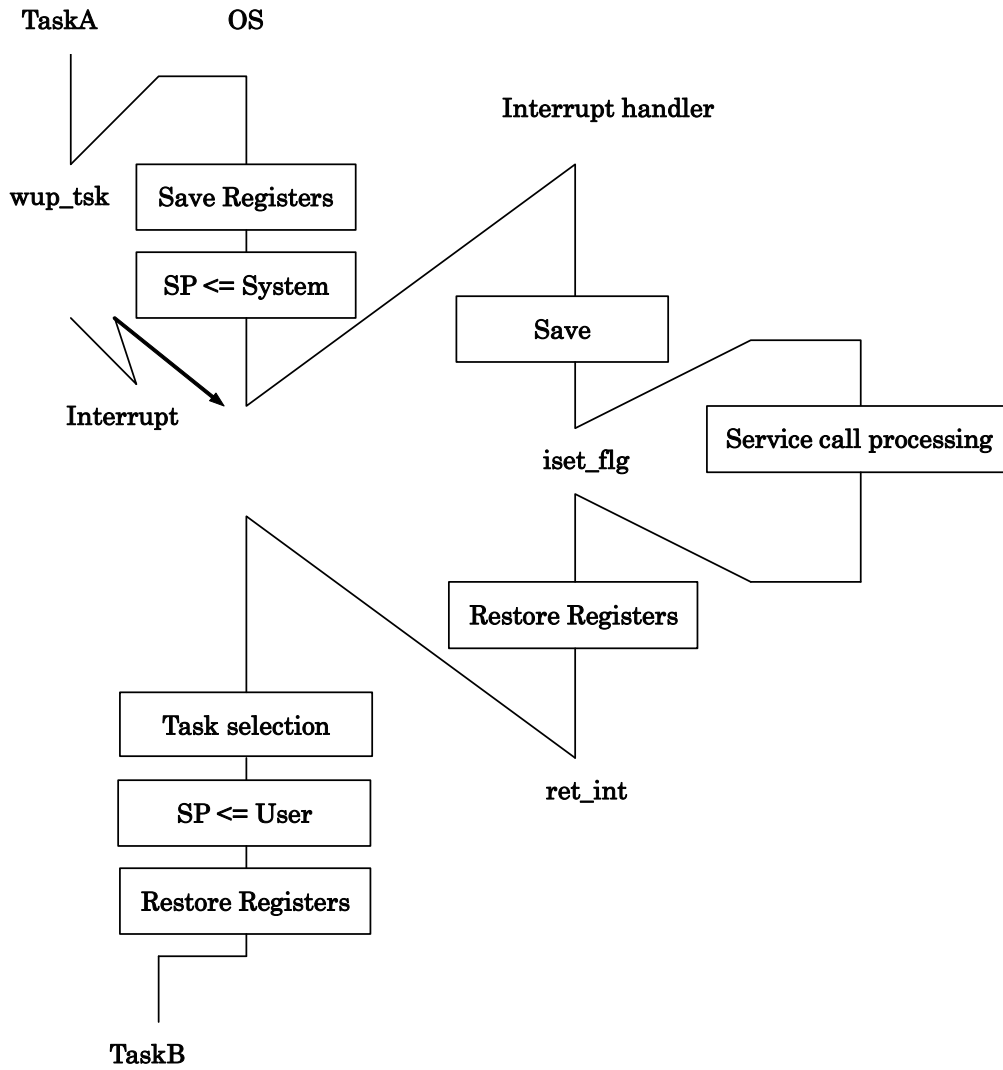 TaskA
OS
Interrupt handler
wup_tsk
Save Registers
SP <= System
Save
Interrupt
Service call processing
iset_flg
Restore Registers
Task selection
ret_int
SP <= User
Restore Registers
TaskB